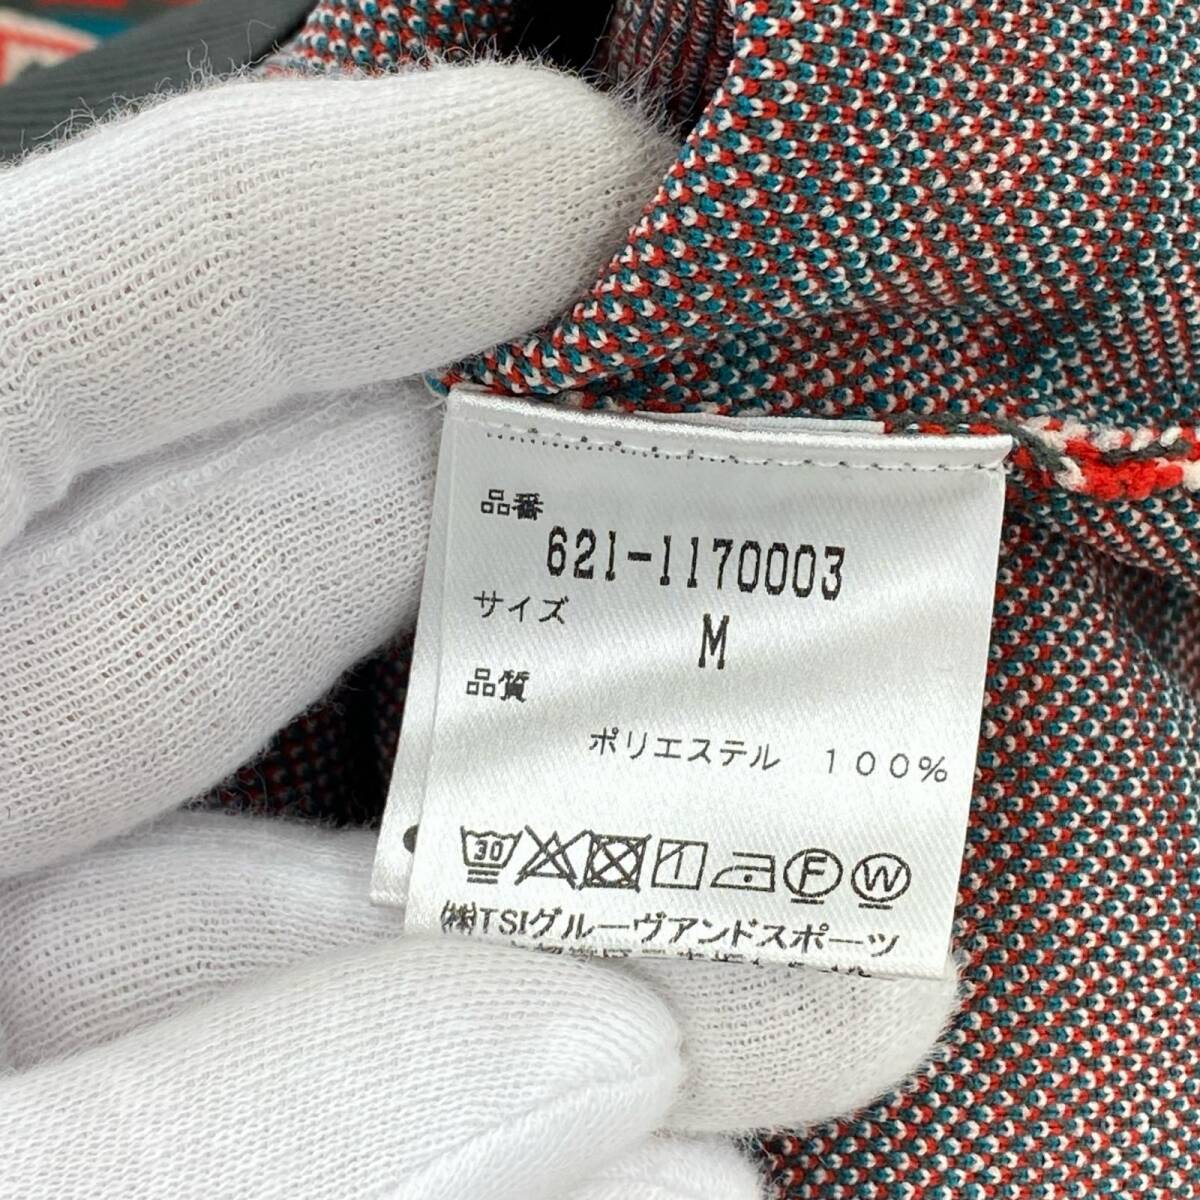 品番
621-1170003
サイズ
M
品質
ポリエステル 100%
30 F W
(株)TSIグルーヴアンドスポーツ